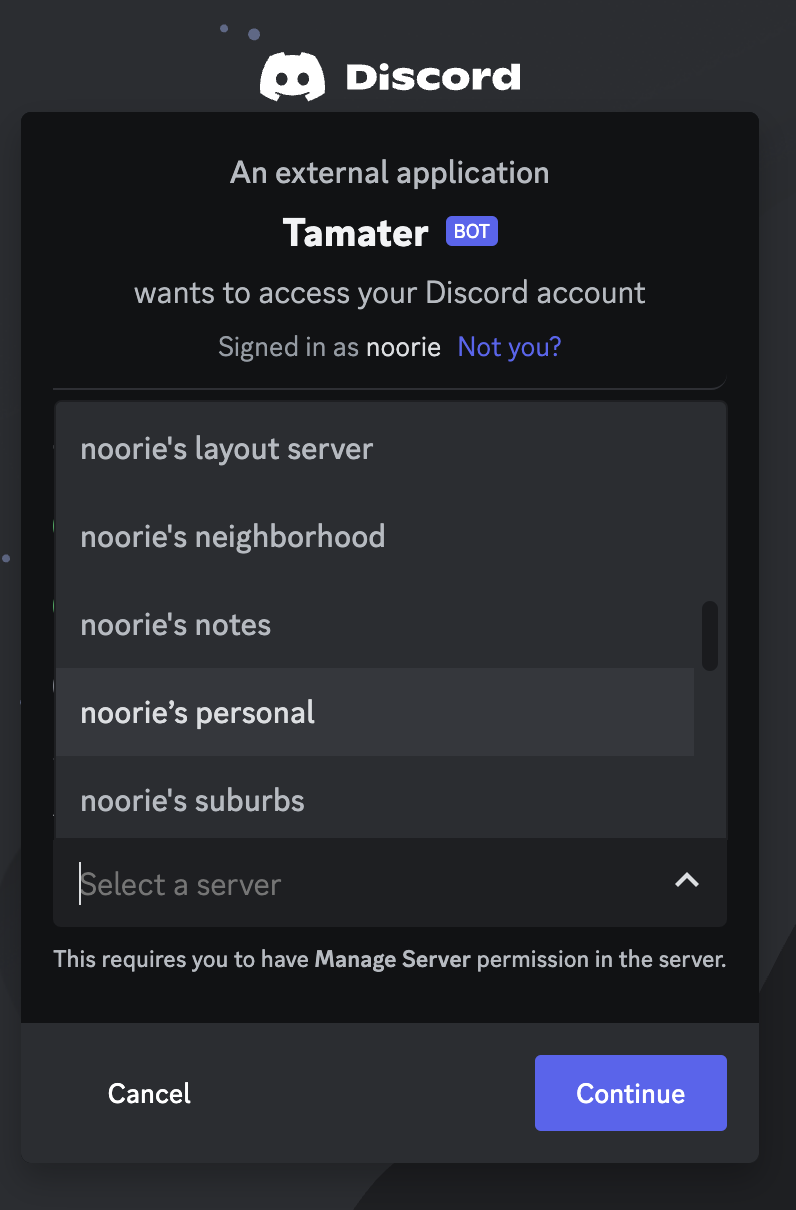 Discord
An external application
Tamater BOT
wants to access your Discord account
Signed in as noorie Not you?
noorie's layout server
noorie's neighborhood
noorie's notes
noorie’s personal
noorie's suburbs
Select a server
This requires you to have Manage Server permission in the server.
Cancel
Continue